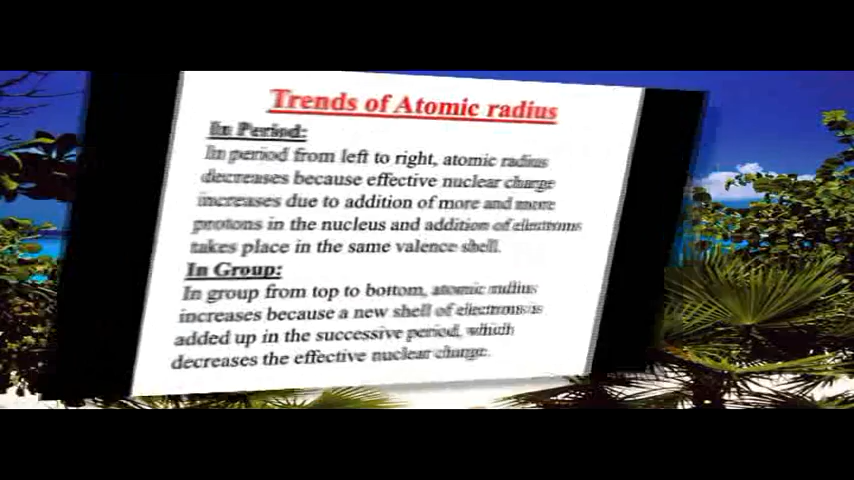 Trends of Atomic radius
In Period:
In period from left to right, atomic radius
decreases because effective nuclear charge
increases due to addition of more and more
protons in the nucleus and addition of electrons
takes place in the same valence shell.
In Group:
In group from top to bottom, atomic radius
increases because a new shell of electrons is
added up in the successive period, which
decreases the effective nuclear charge.